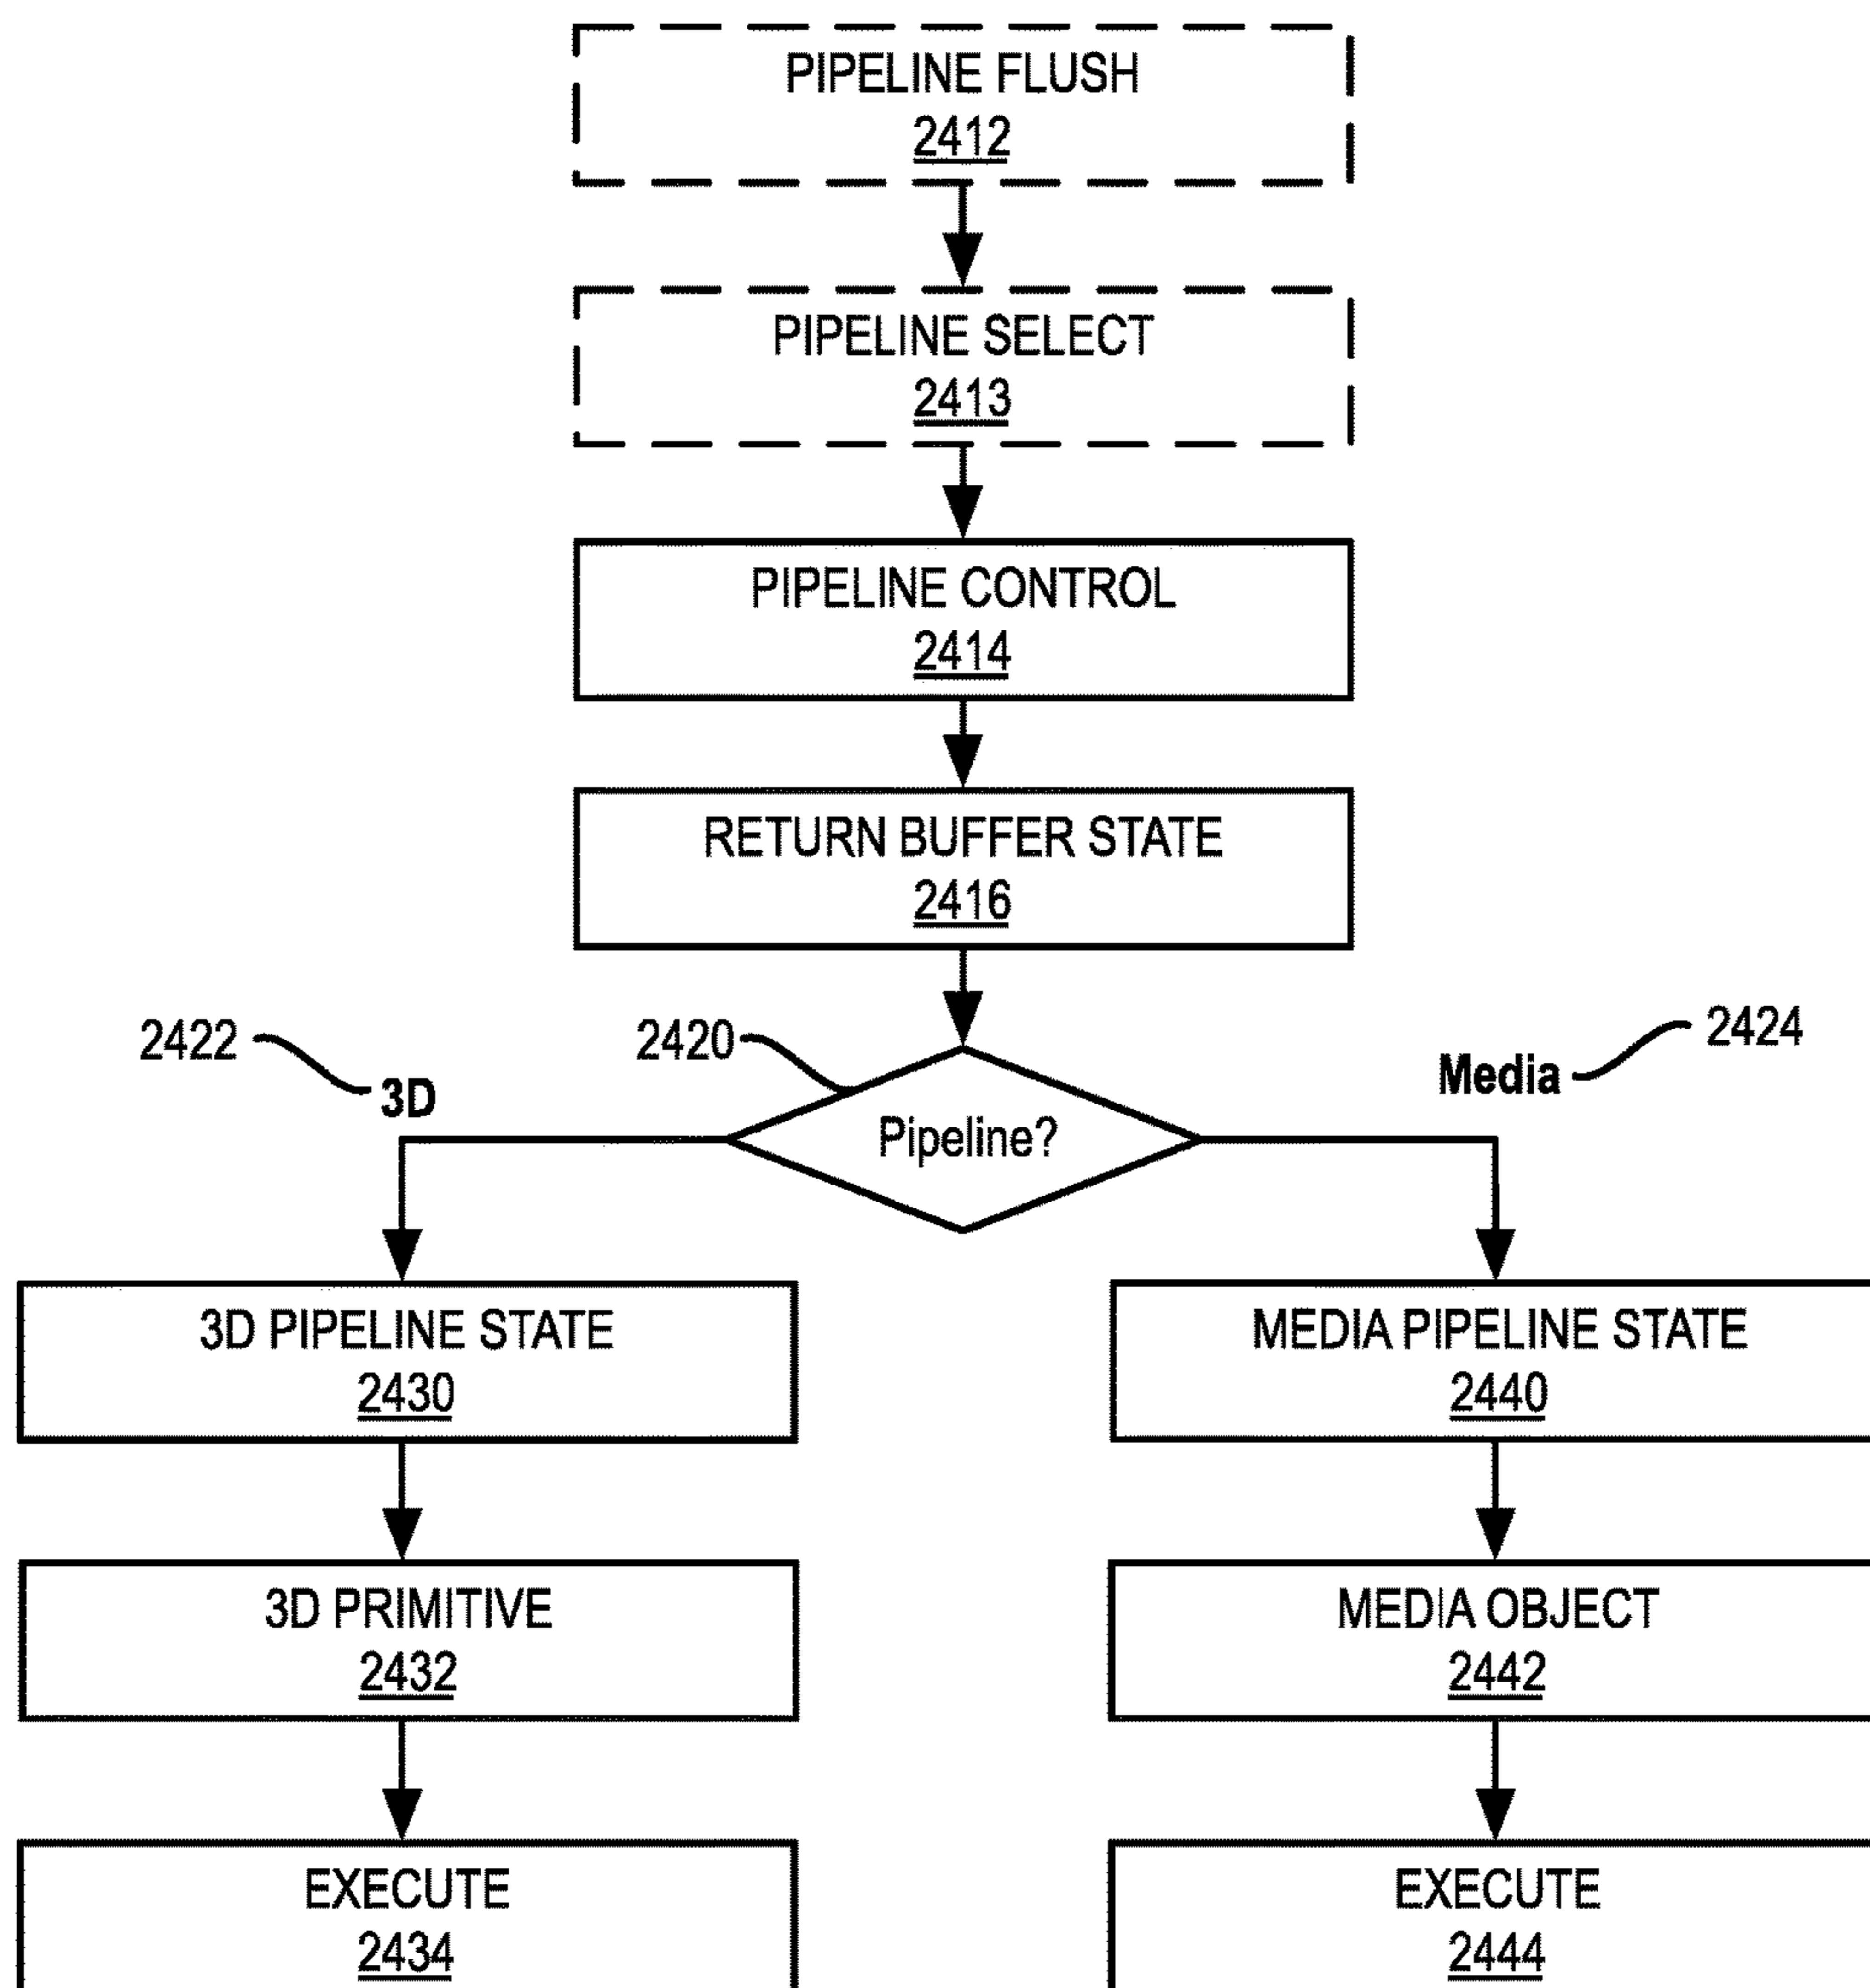 PIPELINE FLUSH
2412
PIPELINE SELECT
2413
PIPELINE CONTROL
2414
RETURN BUFFER STATE
2416
2422
2420
2424
3D
Media
Pipeline?
3D PIPELINE STATE
2430
MEDIA PIPELINE STATE
2440
3D PRIMITIVE
2432
MEDIA OBJECT
2442
EXECUTE
2434
EXECUTE
2444